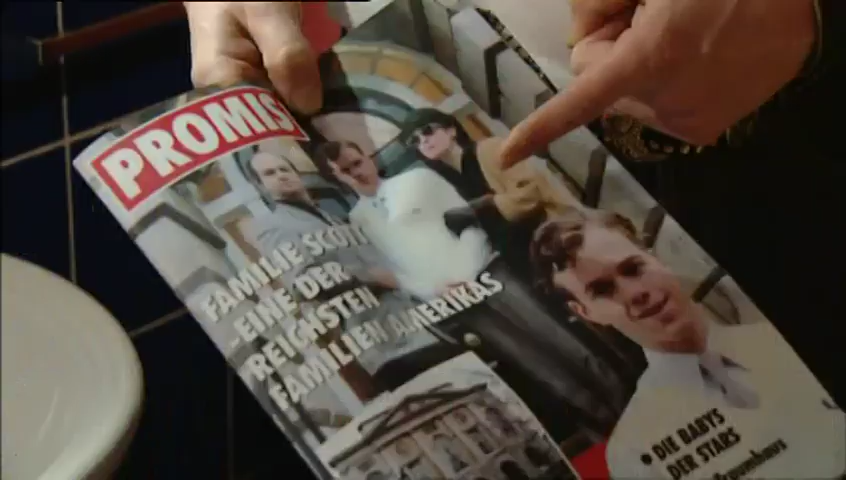 PROMIS
FAMILIE SCOTT
-EINE DER
REICHSTEN
FAMILIEN AMERIKAS
• DIE BABYS
DER STARS